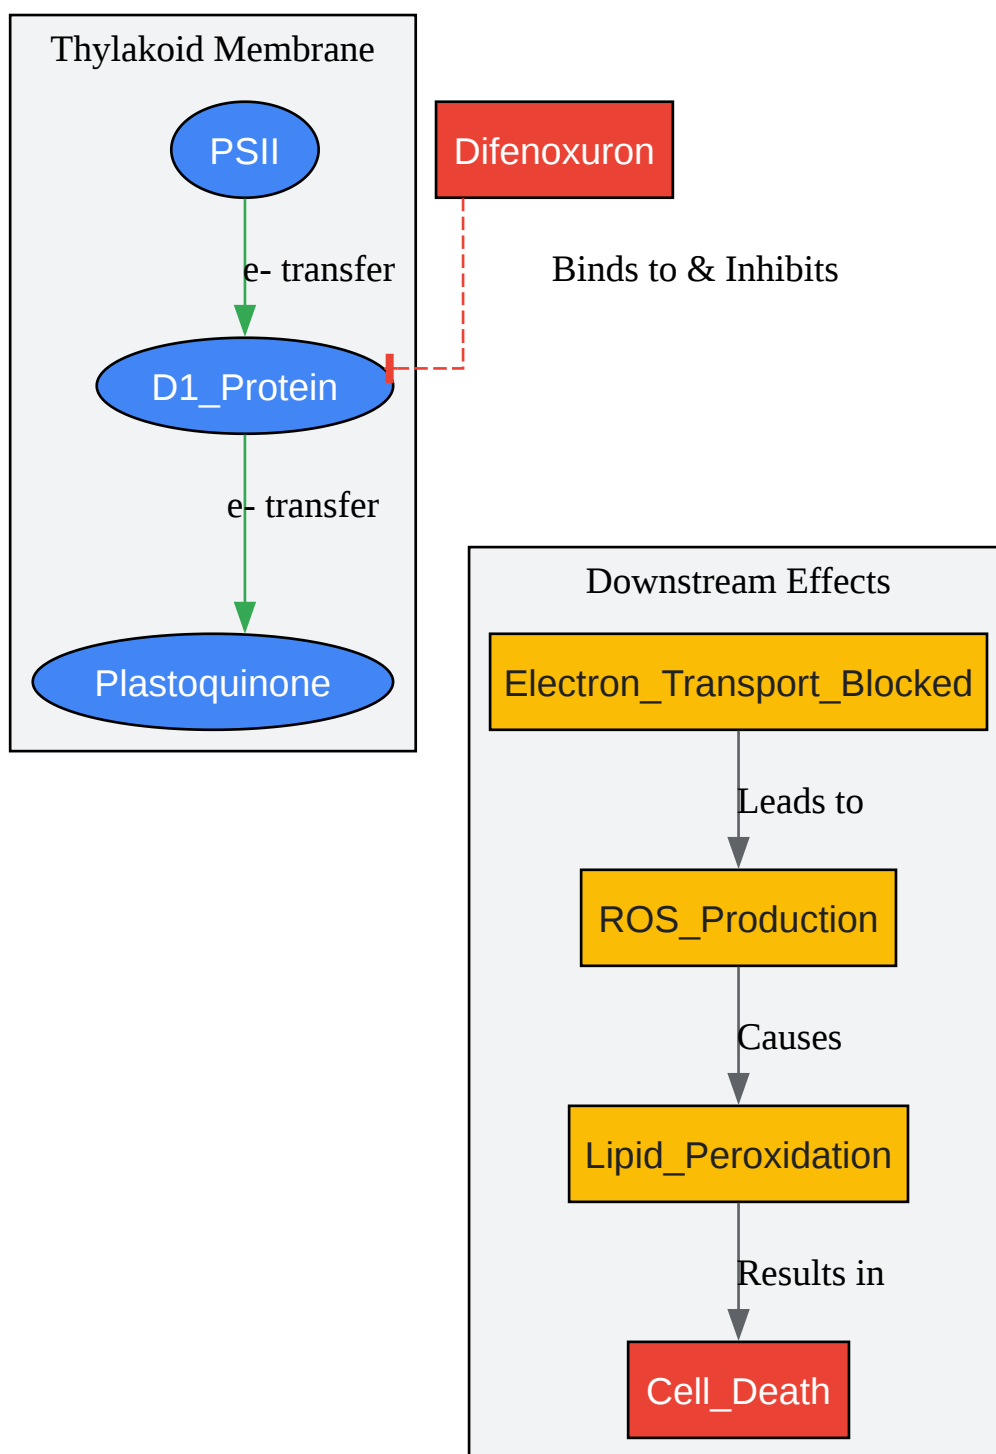 Thylakoid Membrane
PSII
Difenoxuron
e- transfer
Binds to & Inhibits
D1_Protein
e- transfer
Plastoquinone
Downstream Effects
Electron_Transport_Blocked
Leads to
ROS_Production
Causes
Lipid_Peroxidation
Results in
Cell_Death